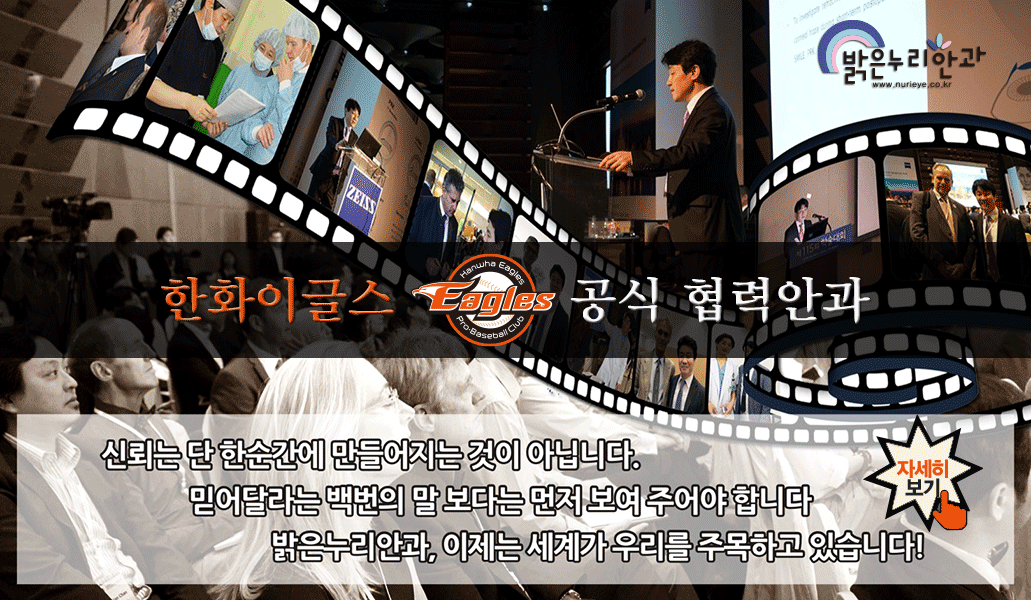 To investigate
밝은누리안과
www.nurieye.co.kr
ZEISS
한화이글스
Hanwha Eagles
Eagles
Pro-Baseball Club
공식 협력안과
신뢰는 단 한순간에 만들어지는 것이 아닙니다.
믿어달라는 백번의 말 보다는 먼저 보여 주어야 합니다
밝은누리안과, 이제는 세계가 우리를 주목하고 있습니다!
자세히
보기